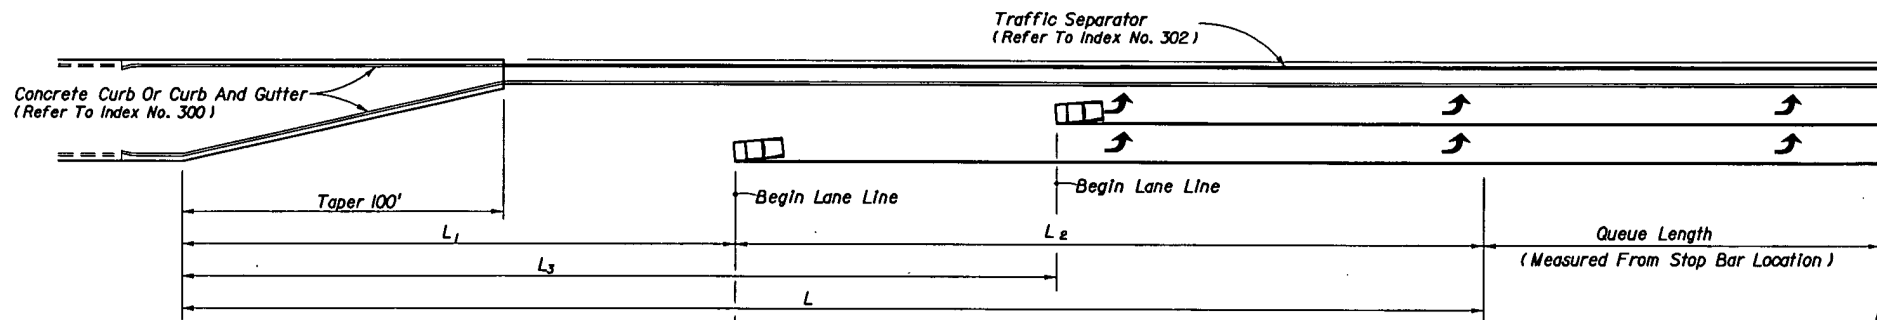 Traffic Separator
(Refer To Index No. 302)
Concrete Curb Or Curb And Gutter
(Refer To Index No. 300)
Taper 100'
Begin Lane Line
Begin Lane Line
L1
L2
Queue Length
(Measured From Stop Bar Location)
L3
L